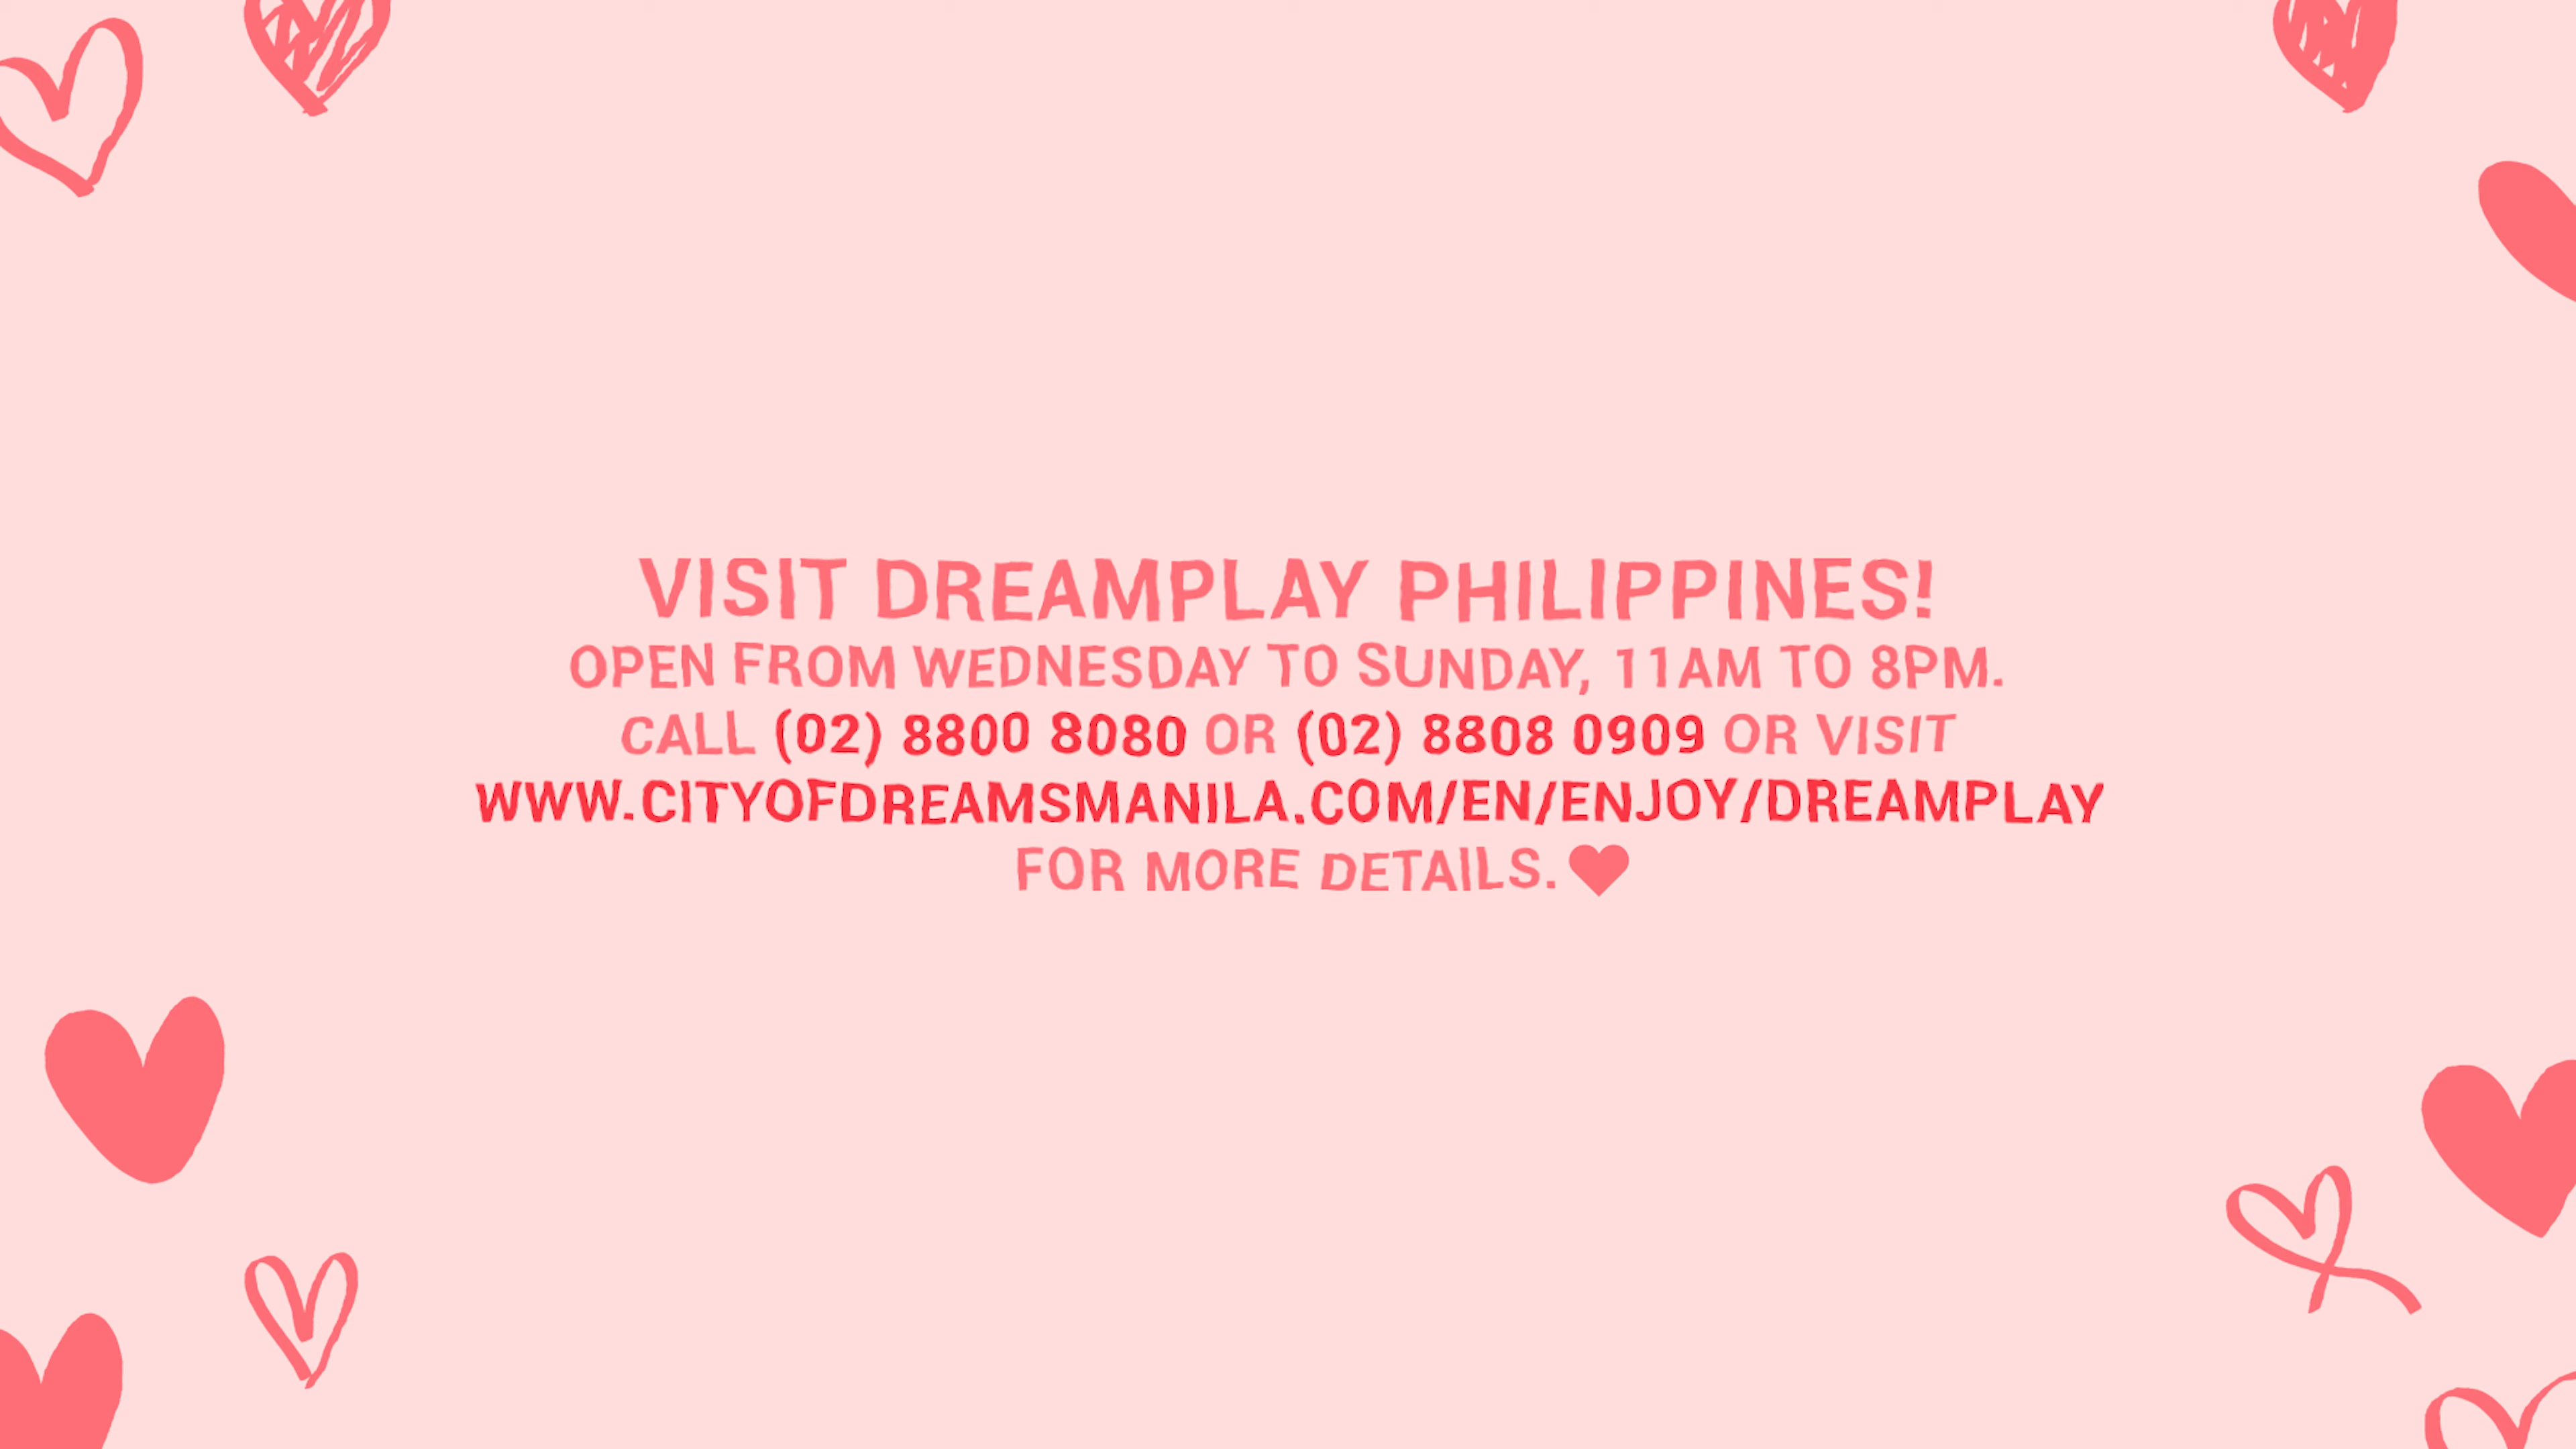 VISIT DREAMPLAY PHILIPPINES!
OPEN FROM WEDNESDAY TO SUNDAY, 11AM TO 8PM.
CALL (02) 8800 8080 OR (02) 8808 0909 OR VISIT
WWW.CITYOFDREAMSMANILA.COM/EN/ENJOY/DREAMPLAY
FOR MORE DETAILS.